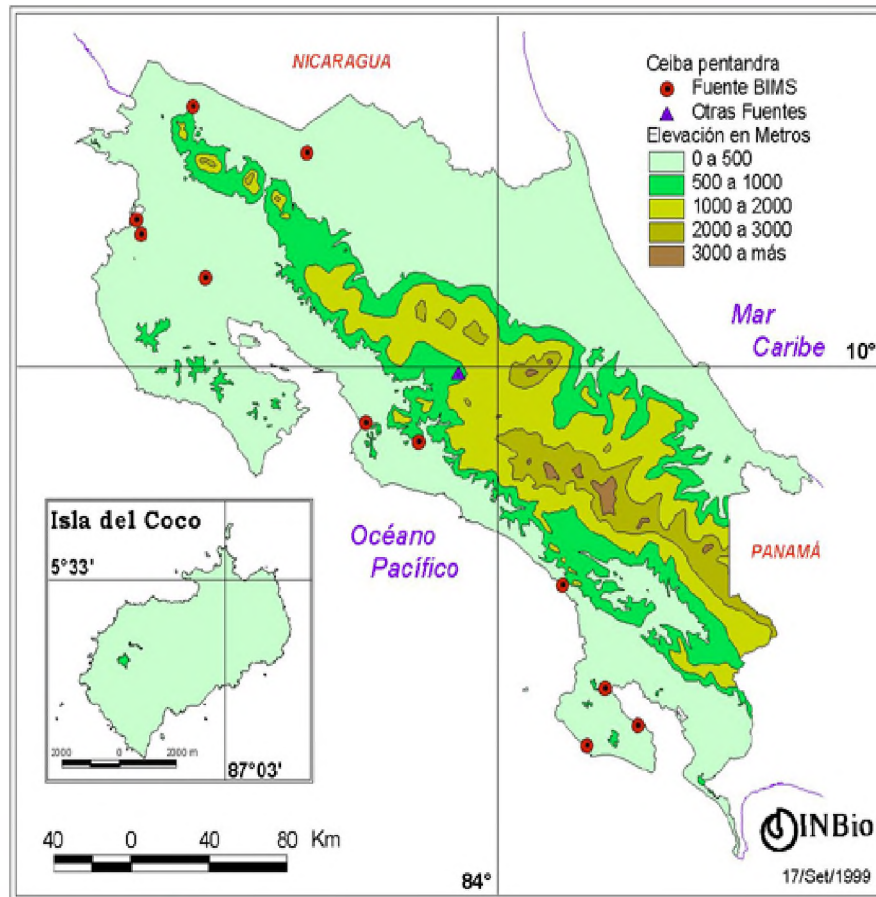 NICARAGUA
Ceiba pentandra
Fuente BIMS
Otras Fuentes
Elevación en Metros
0 a 500
500 a 1000
1000 a 2000
2000 a 3000
3000 a más
Mar
Caribe
10°
Isla del Coco
5°33'
Océano
Pacífico
PANAMÁ
2000 0 2000 m
87°03'
40 0 40 80 Km
84°
INBio
17/Set/1999